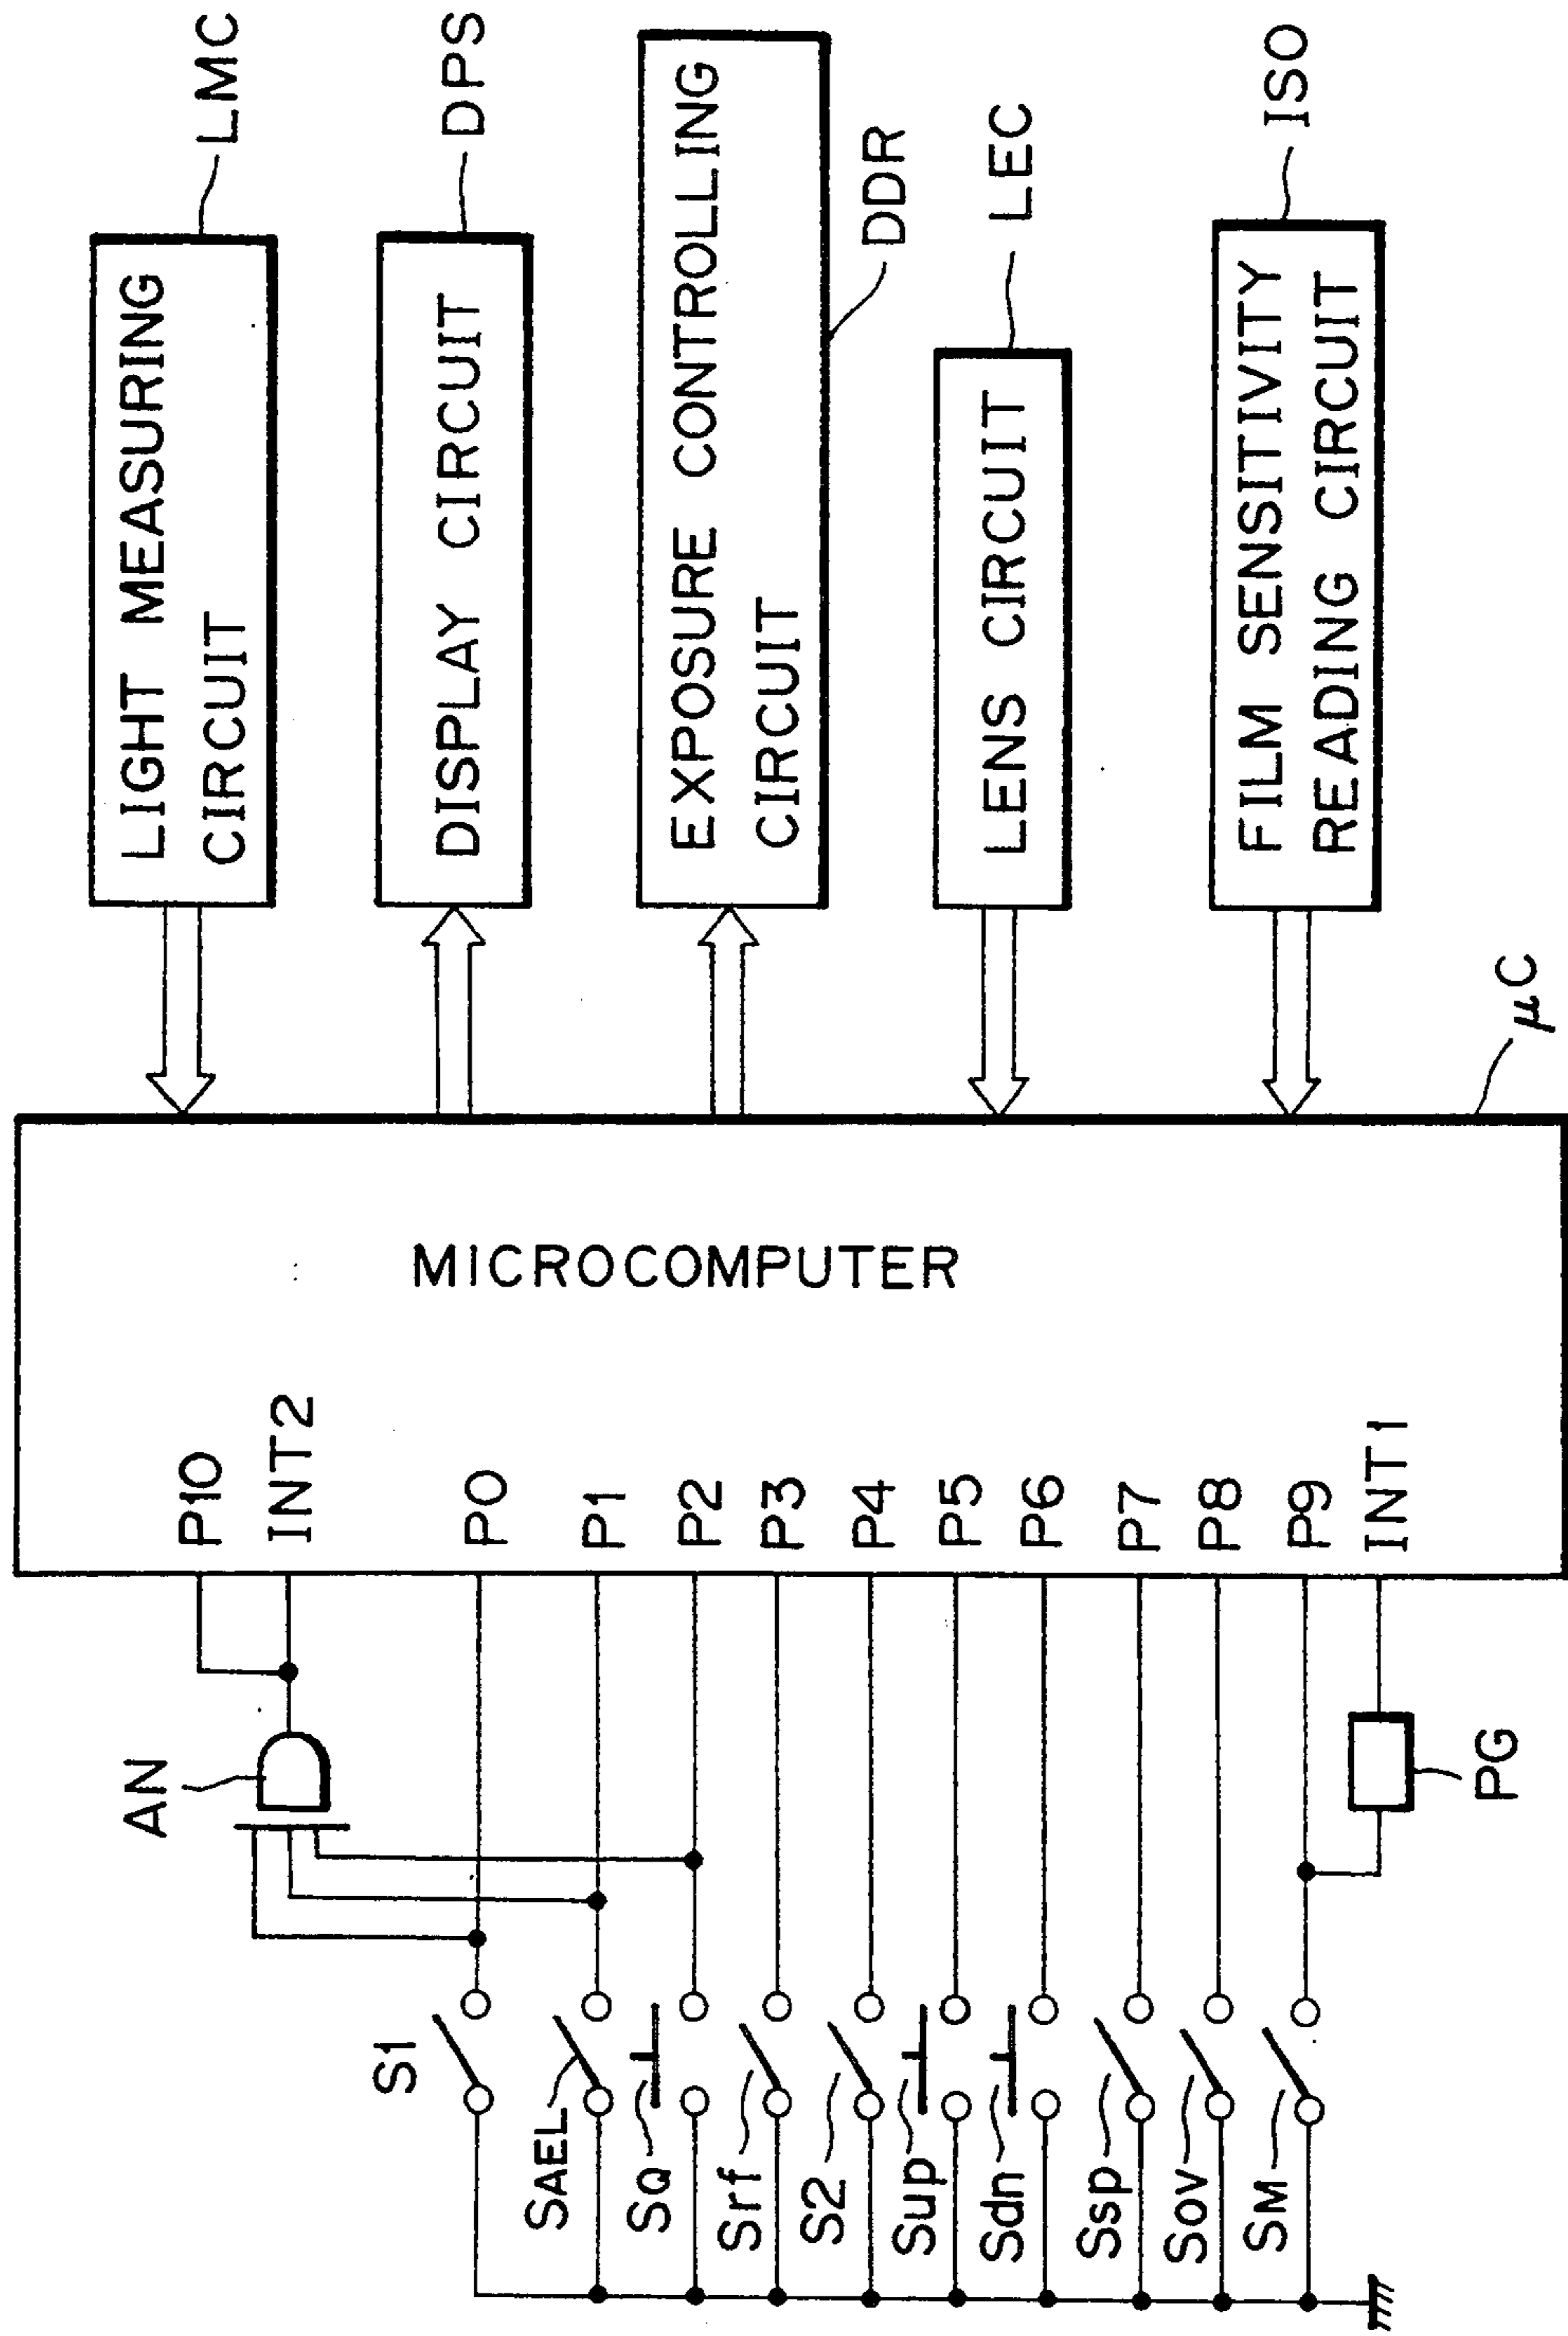 LIGHT MEASURING
CIRCUIT
LMC
DISPLAY CIRCUIT
DPS
EXPOSURE CONTROLLING
CIRCUIT
DDR
LENS CIRCUIT
LEC
FILM SENSITIVITY
READING CIRCUIT
ISO
μC
MICROCOMPUTER
P10
INT2
P0
P1
P2
P3
P4
P5
P6
P7
P8
P9
INT1
AN
PG
S1
SAEL
SQ
Srf
S2
Sup
Sdn
Ssp
Sov
SM